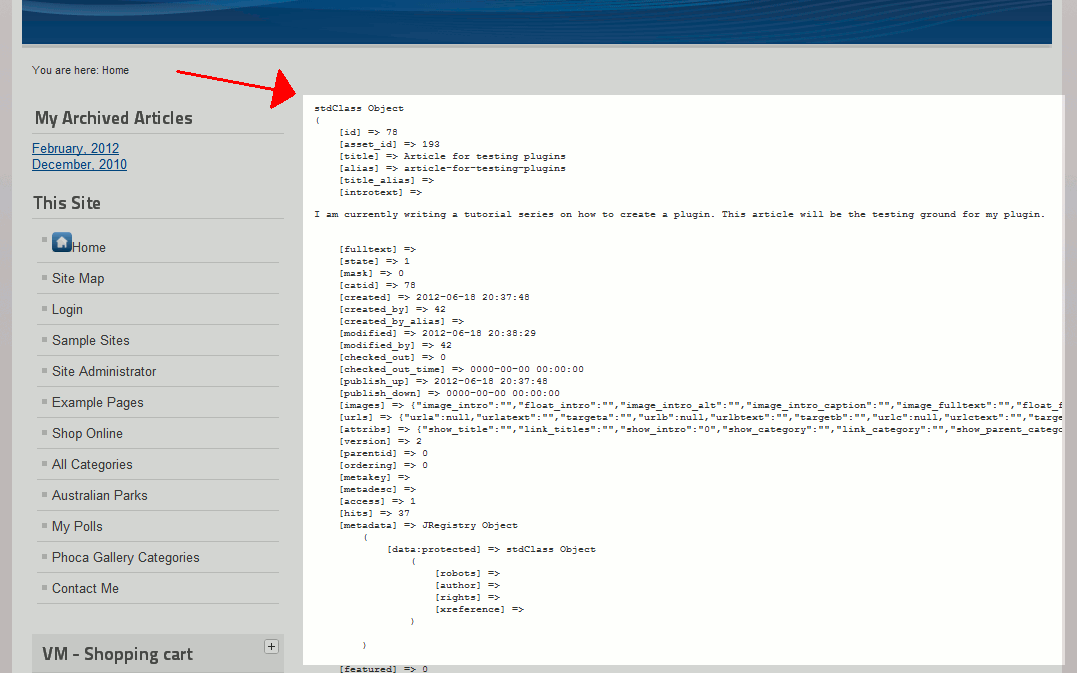 You are here: Home
My Archived Articles
February, 2012
December, 2010
This Site
Home
Site Map
Login
Sample Sites
Site Administrator
Example Pages
Shop Online
All Categories
Australian Parks
My Polls
Phoca Gallery Categories
Contact Me
VM - Shopping cart
+
stdClass Object
(
[id] => 78
[asset_id] => 193
[title] => Article for testing plugins
[alias] => article-for-testing-plugins
[title_alias] =>
[introtext] =>
I am currently writing a tutorial series on how to create a plugin. This article will be the testing ground for my plugin.
[fulltext] =>
[state] => 1
[mask] => 0
[catid] => 78
[created] => 2012-06-18 20:37:48
[created_by] => 42
[created_by_alias] =>
[modified] => 2012-06-18 20:38:29
[modified_by] => 42
[checked_out] => 0
[checked_out_time] => 0000-00-00 00:00:00
[publish_up] => 2012-06-18 20:37:48
[publish_down] => 0000-00-00 00:00:00
[images] => {"image_intro":"","float_intro":"","image_intro_alt":"","image_intro_caption":"","image_fulltext":"","float_f
[urls] => {"urla":null,"urlatext":"","targeta":"","urlb":null,"urlbtext":"","targetb":"","urlc":null,"urlctext":"","targe
[attribs] => {"show_title":"","link_titles":"","show_intro":"0","show_category":"","link_category":"","show_parent_catego
[version] => 2
[parentid] => 0
[ordering] => 0
[metakey] =>
[metadesc] =>
[access] => 1
[hits] => 37
[metadata] => JRegistry Object
(
[data:protected] => stdClass Object
(
[robots] =>
[author] =>
[rights] =>
[xreference] =>
)
)
[featured] => 0